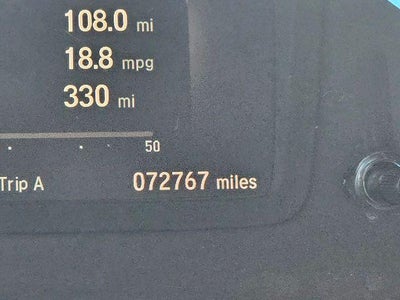 108.0 mi
18.8 mpg
330 mi
50
Trip A 072767 miles